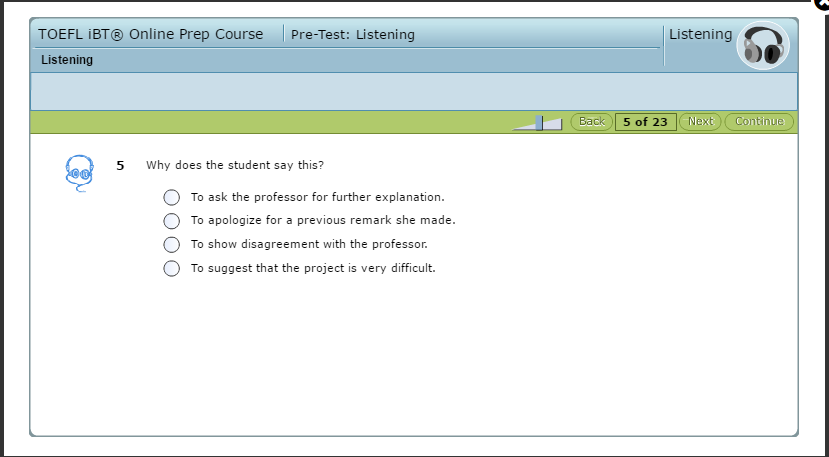 TOEFL iBT® Online Prep Course Pre-Test: Listening Listening
Listening
Back 5 of 23 Next Continue
5 Why does the student say this?
To ask the professor for further explanation.
To apologize for a previous remark she made.
To show disagreement with the professor.
To suggest that the project is very difficult.